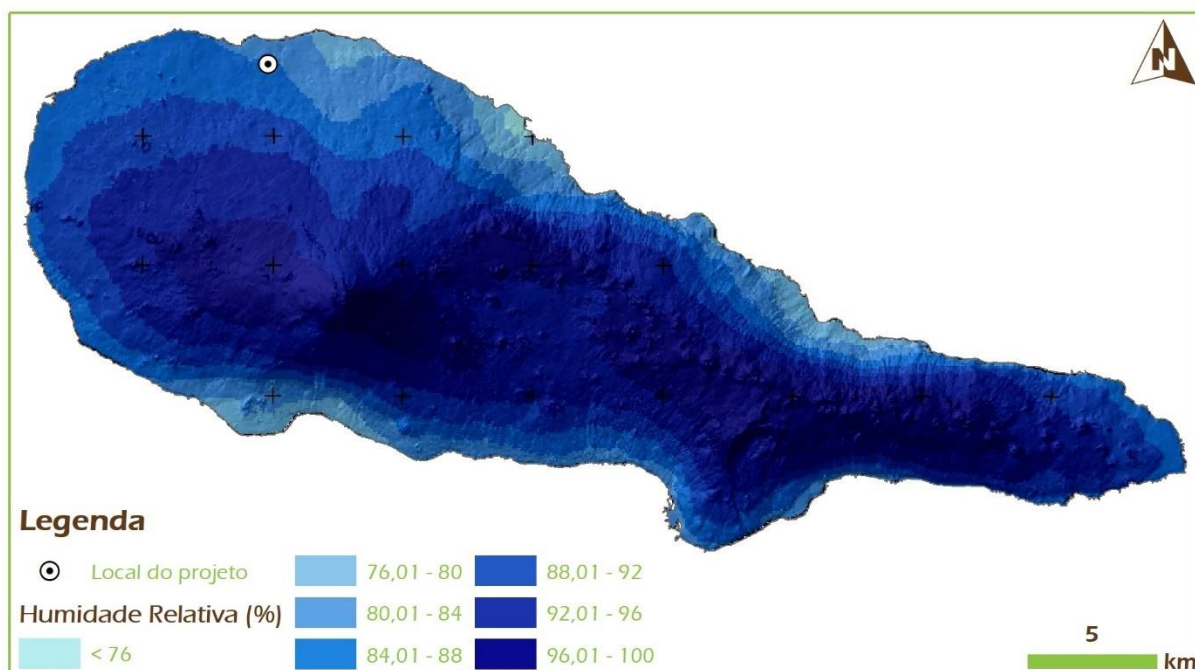 N
Legenda
Local do projeto
Humidade Relativa (%)
< 76
76,01 - 80
80,01 - 84
84,01 - 88
88,01 - 92
92,01 - 96
96,01 - 100
5
km